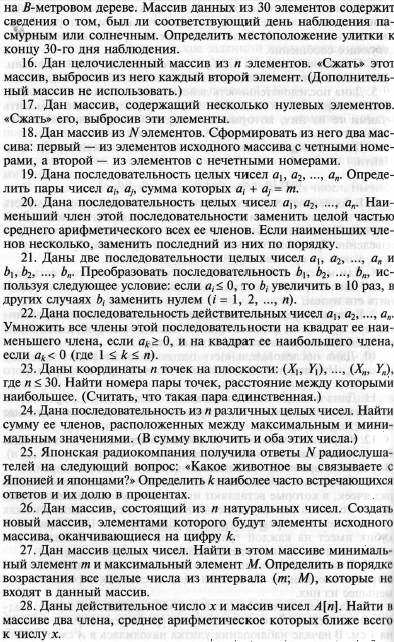 на B-метровом дереве. Массив данных из 30 элементов содержит
сведения о том, был ли соответствующий день наблюдения па-
смурным или солнечным. Определить местоположение улитки к
концу 30-го дня наблюдения.
16. Дан целочисленный массив из n элементов. «Сжать» этот
массив, выбросив из него каждый второй элемент. (Дополнитель-
ный массив не использовать.)
17. Дан массив, содержащий несколько нулевых элементов.
«Сжать» его, выбросив эти элементы.
18. Дан массив из N элементов. Сформировать из него два мас-
сива: первый — из элементов исходного массива с четными номе-
рами, а второй — из элементов с нечетными номерами.
19. Дана последовательность целых чисел a₁, a₂, ..., aₙ. Опреде-
лить пары чисел aᵢ, aⱼ, сумма которых aᵢ + aⱼ = m.
20. Дана последовательность целых чисел a₁, a₂, ..., aₙ. Наи-
меньший член этой последовательности заменить целой частью
среднего арифметического всех ее членов. Если наименьших чле-
нов несколько, заменить последний из них по порядку.
21. Даны две последовательности целых чисел a₁, a₂, ..., aₙ и
b₁, b₂, ..., bₙ. Преобразовать последовательность b₁, b₂, ..., bₙ, ис-
пользуя следующее условие: если aᵢ ≤ 0, то bᵢ увеличить в 10 раз, в
других случаях bᵢ заменить нулем (i = 1, 2, ..., n).
22. Дана последовательность действительных чисел a₁, a₂, ..., aₙ.
Умножить все члены этой последовательности на квадрат ее наи-
меньшего члена, если aₖ ≥ 0, и на квадрат ее наибольшего члена,
если aₖ < 0 (где 1 ≤ k ≤ n).
23. Даны координаты n точек на плоскости: (X₁, Y₁), ..., (Xₙ, Yₙ),
где n ≤ 30. Найти номера пары точек, расстояние между которыми
наибольшее. (Считать, что такая пара единственная.)
24. Дана последовательность из n различных целых чисел. Найти
сумму ее членов, расположенных между максимальным и мини-
мальным значениями. (В сумму включить и оба этих числа.)
25. Японская радиокомпания получила ответы N радиослуша-
телей на следующий вопрос: «Какое животное вы связываете с
Японией и японцами?» Определить k наиболее часто встречающихся
ответов и их долю в процентах.
26. Дан массив, состоящий из n натуральных чисел. Создать
новый массив, элементами которого будут элементы исходного
массива, оканчивающиеся на цифру k.
27. Дан массив целых чисел. Найти в этом массиве минималь-
ный элемент m и максимальный элемент M. Определить в порядке
возрастания все целые числа из интервала (m; M), которые не
входят в данный массив.
28. Даны действительное число x и массив чисел A[n]. Найти в
массиве два члена, среднее арифметическое которых ближе всего
к числу x.